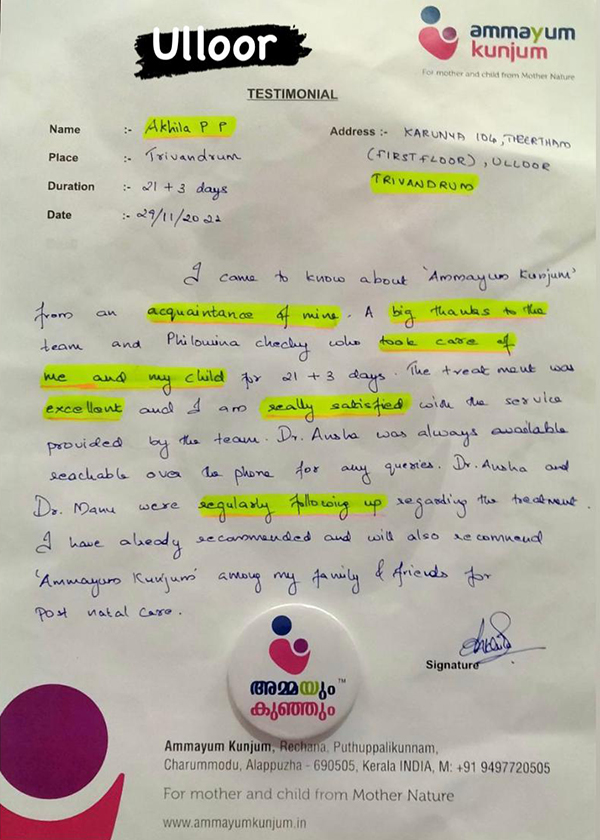 Ulloor
ammayum
kunjum
For mother and child from Mother Nature
TESTIMONIAL
Name :- Akhila P P
Address :- KARUNYA 104, TEERTHAM
Place :- Trivandrum
(FIRST FLOOR), ULLOOR
Duration :- 21 + 3 days
TRIVANDRUM
Date :- 29/11/2022
I came to know about 'Ammayum Kunjum'
from an acquaintance of mine. A big thanks to the
team and Philomina chechy who took care of
me and my child for 21 + 3 days. The treatment was
excellent and I am really satisfied with the service
provided by the team. Dr. Ansha was always available
reachable over the phone for any queries. Dr. Ansha and
Dr. Manu were regularly following up regarding the treatment.
I have already recommended and will also recommend
'Ammayum Kunjum' among my family & friends for
Post natal care.
Signature
അമ്മയും TM
കുഞ്ഞും
Ammayum Kunjum, Rechana, Puthuppalikunnam,
Charummodu, Alappuzha - 690505, Kerala INDIA, M: +91 9497720505
For mother and child from Mother Nature
www.ammayumkunjum.in